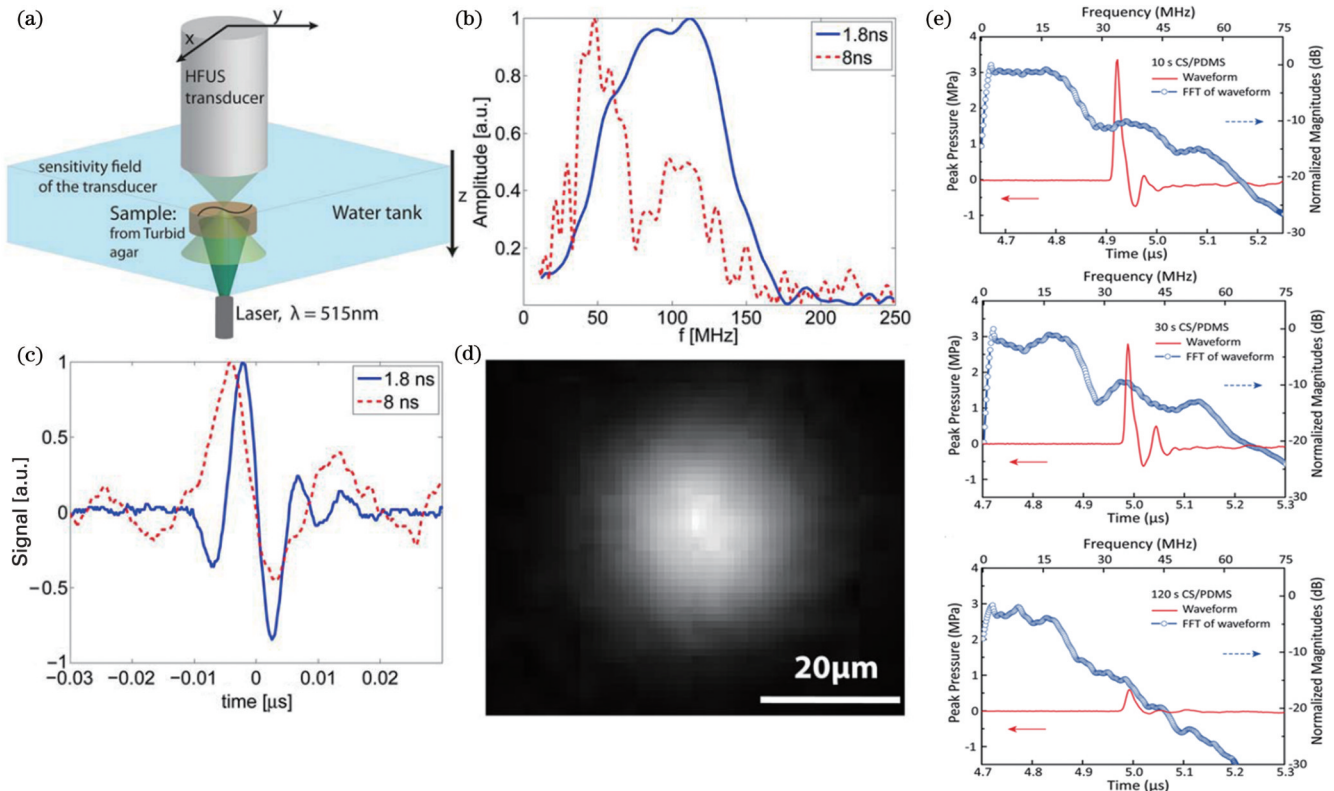 (a)
x
y
HFUS
transducer
sensitivity field
of the transducer
Sample:
from Turbid
agar
Water tank
z
Laser, λ = 515nm
(b)
1.8ns
8ns
Amplitude [a.u.]
1
0.8
0.6
0.4
0.2
0
50
100
150
200
250
f [MHz]
(c)
1.8 ns
8 ns
Signal [a.u.]
1
0.5
0
−0.5
−1
−0.03
−0.02
−0.01
0
0.01
0.02
time [µs]
(d)
20µm
(e)
Frequency (MHz)
0 15 30 45 60 75
10 s CS/PDMS
Waveform
FFT of waveform
Peak Pressure (MPa)
4
3
2
1
0
-1
Normalized Magnitudes (dB)
0
-10
-20
-30
4.7 4.8 4.9 5.0 5.1 5.2
Time (µs)
Frequency (MHz)
0 15 30 45 60 75
30 s CS/PDMS
Waveform
FFT of waveform
Peak Pressure (MPa)
4
3
2
1
0
-1
Normalized Magnitudes (dB)
0
-10
-20
-30
4.7 4.8 4.9 5.0 5.1 5.2 5.3
Time (µs)
Frequency (MHz)
0 15 30 45 60 75
120 s CS/PDMS
Waveform
FFT of waveform
Peak Pressure (MPa)
4
3
2
1
0
-1
Normalized Magnitudes (dB)
0
-10
-20
-30
4.7 4.8 4.9 5.0 5.1 5.2 5.3
Time (µs)